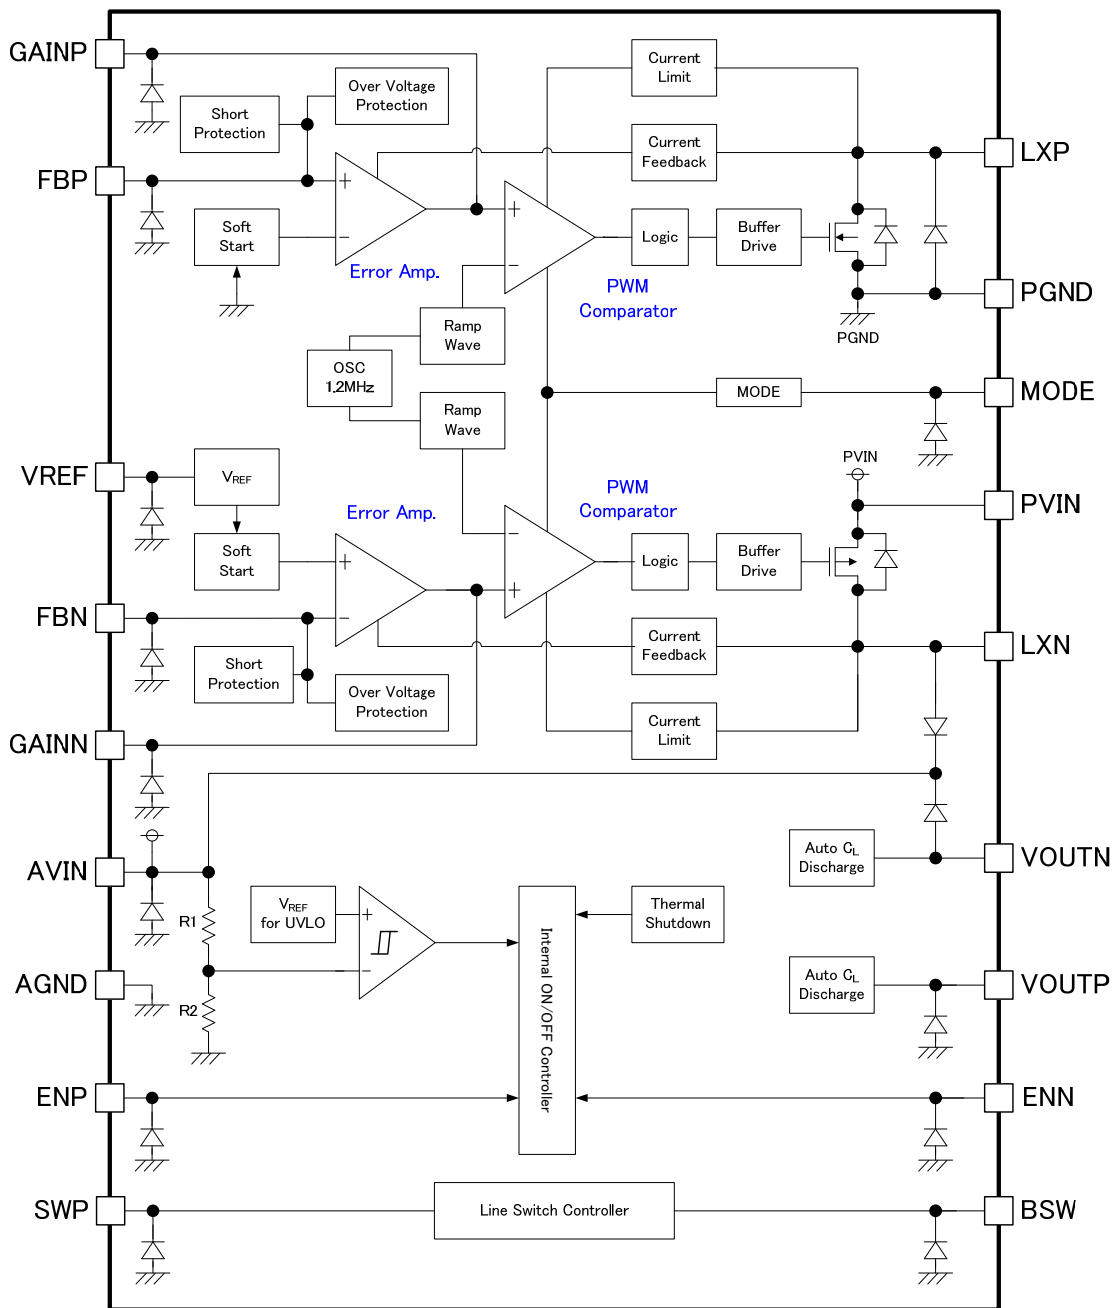 GAINP
Current
Limit
Over Voltage
Protection
Short
Protection
Current
Feedback
LXP
FBP
+
Soft
Start
−
+
Logic
Buffer
Drive
−
Error Amp.
PWM
Comparator
PGND
Ramp
Wave
PGND
OSC
1.2MHz
MODE
MODE
Ramp
Wave
PVIN
VREF
VREF
Error Amp.
PWM
Comparator
PVIN
−
Soft
Start
+
Logic
Buffer
Drive
+
FBN
−
Current
Feedback
LXN
Short
Protection
Over Voltage
Protection
Current
Limit
GAINN
Auto CL
Discharge
VOUTN
AVIN
R1
VREF
for UVLO
+
−
Internal ON/OFF Controller
Thermal
Shutdown
AGND
R2
Auto CL
Discharge
VOUTP
ENP
ENN
SWP
Line Switch Controller
BSW